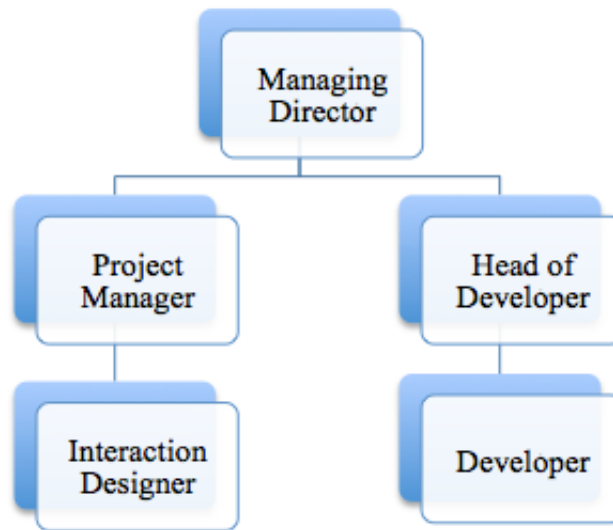 Managing
Director
Project
Manager
Head of
Developer
Interaction
Designer
Developer